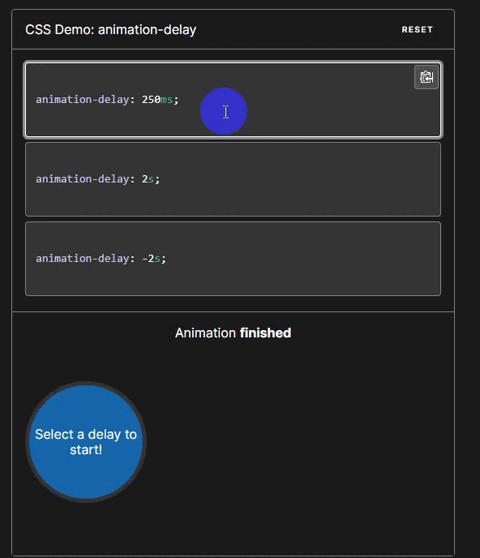 CSS Demo: animation-delay
RESET
animation-delay: 250ms;
animation-delay: 2s;
animation-delay: -2s;
Animation finished
Select a delay to
start!